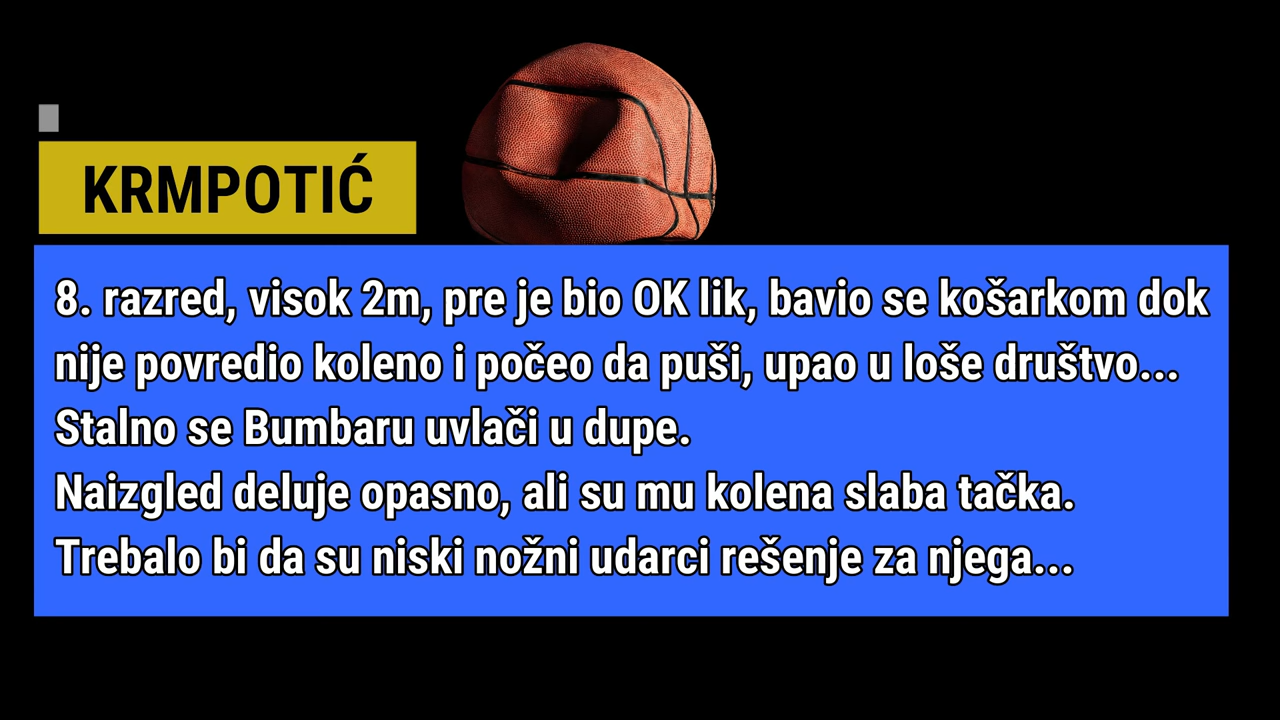 KRMPOTIĆ
8. razred, visok 2m, pre je bio OK lik, bavio se košarkom dok
nije povredio koleno i počeo da puši, upao u loše društvo...
Stalno se Bumbaru uvlači u dupe.
Naizgled deluje opasno, ali su mu kolena slaba tačka.
Trebalo bi da su niski nožni udarci rešenje za njega...